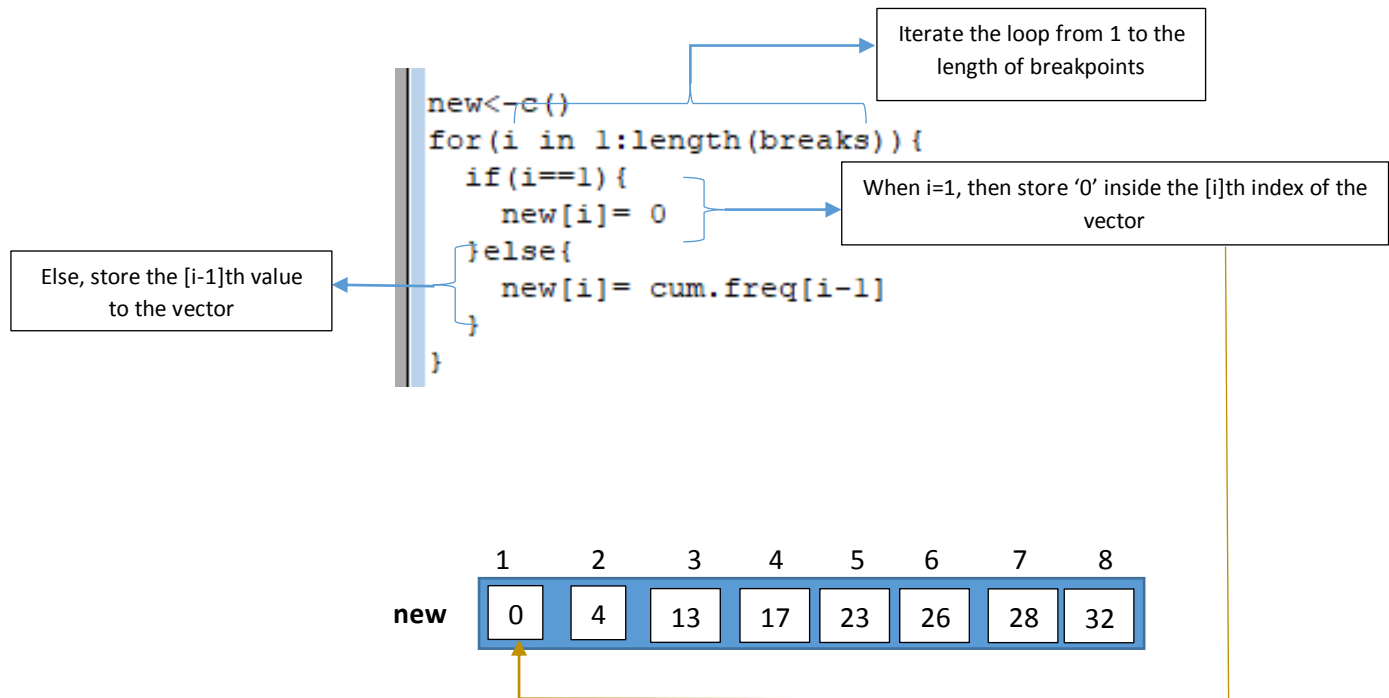 Iterate the loop from 1 to the
length of breakpoints
new<-c()
for(i in 1:length(breaks)){
if(i==1){
new[i]= 0
}else{
new[i]= cum.freq[i-1]
}
}
When i=1, then store ‘0’ inside the [i]th index of the
vector
Else, store the [i-1]th value
to the vector
1 2 3 4 5 6 7 8
new 0 4 13 17 23 26 28 32